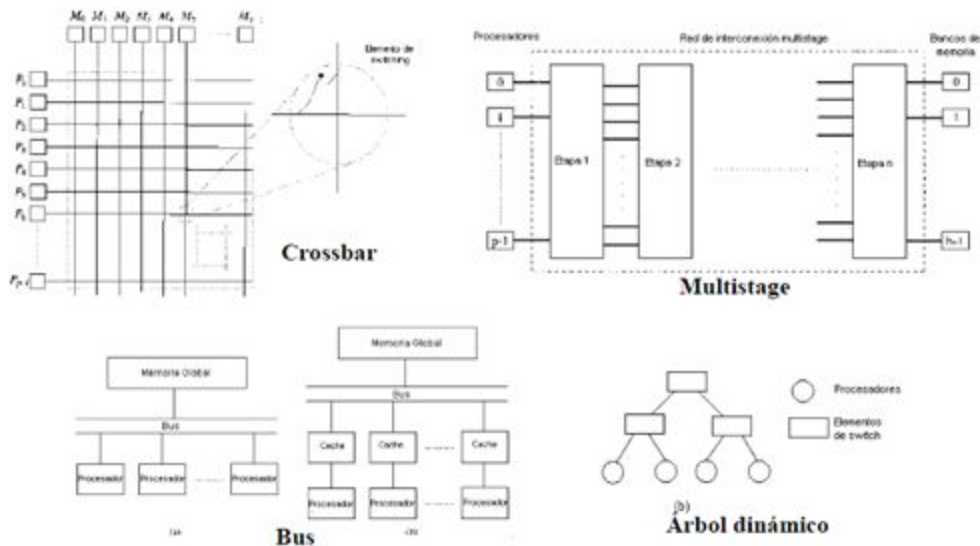 M₀ M₁ M₂ M₃ M₄ M₅
Elemento de
switching
P₀
P₁
P₂
P₃
P₄
P₅
P₆
Crossbar
Procesadores
Red de interconexión multistage
Bancos de
memoria
0
0
1
1
Etapa 1
Etapa 2
Etapa n
p-1
b-1
Multistage
Memoria Global
Bus
Procesador
Procesador
Procesador
(a)
Memoria Global
Bus
Cache
Cache
Cache
Procesador
Procesador
Procesador
(b)
Bus
Procesadores
Elementos
de switch
(b)
Árbol dinámico